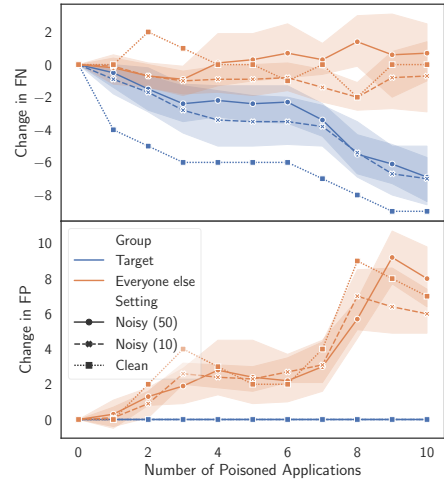 2
0
−2
−4
−6
−8
Change in FN
10
8
6
4
2
0
Change in FP
Group
Target
Everyone else
Setting
Noisy (50)
Noisy (10)
Clean
0 2 4 6 8 10
Number of Poisoned Applications